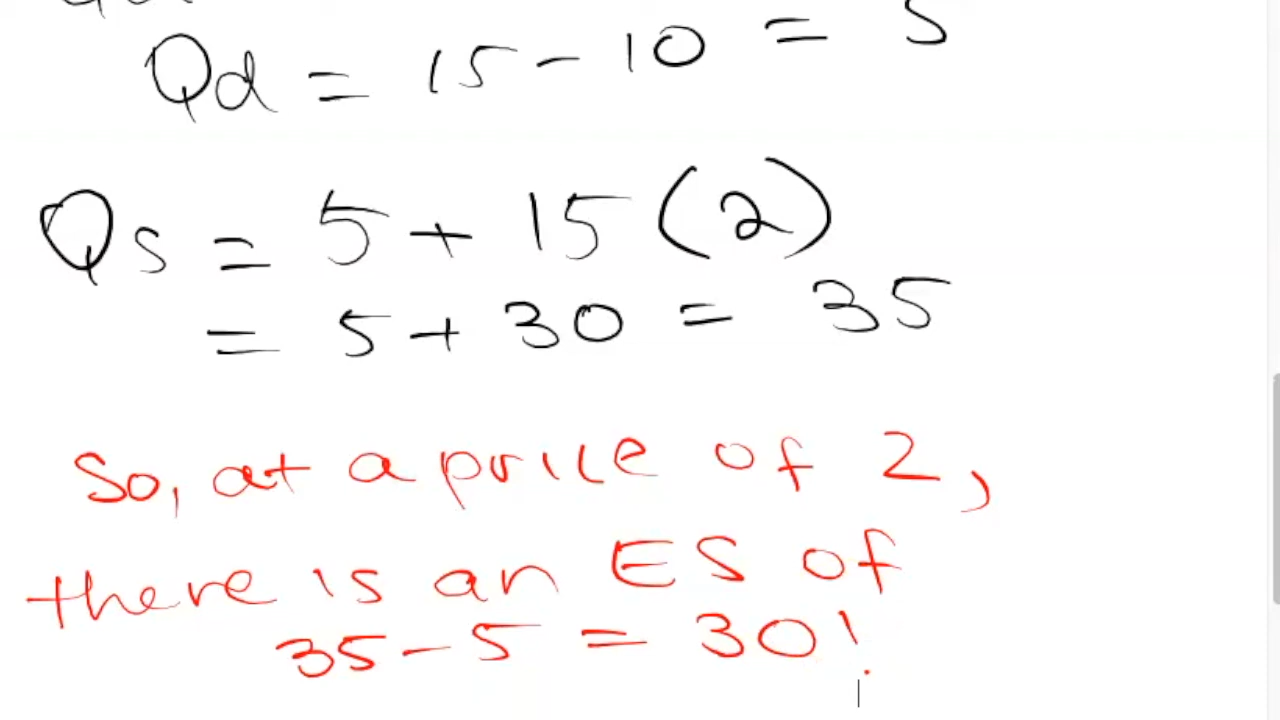 Qd = 15 - 10 = 5
Qs = 5 + 15 (2)
= 5 + 30 = 35
So, at a price of 2,
there is an ES of
35 - 5 = 30!